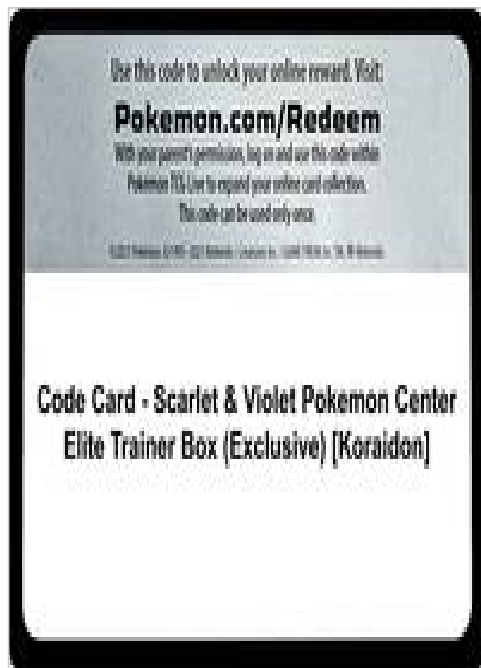 Use this code to unlock your online reward. Visit:
Pokemon.com/Redeem
With your parent's permission, log on and use this code within
Pokémon TCG Live to expand your online card collection.
This code can be used only once.
Code Card - Scarlet & Violet Pokemon Center
Elite Trainer Box (Exclusive) [Koraidon]